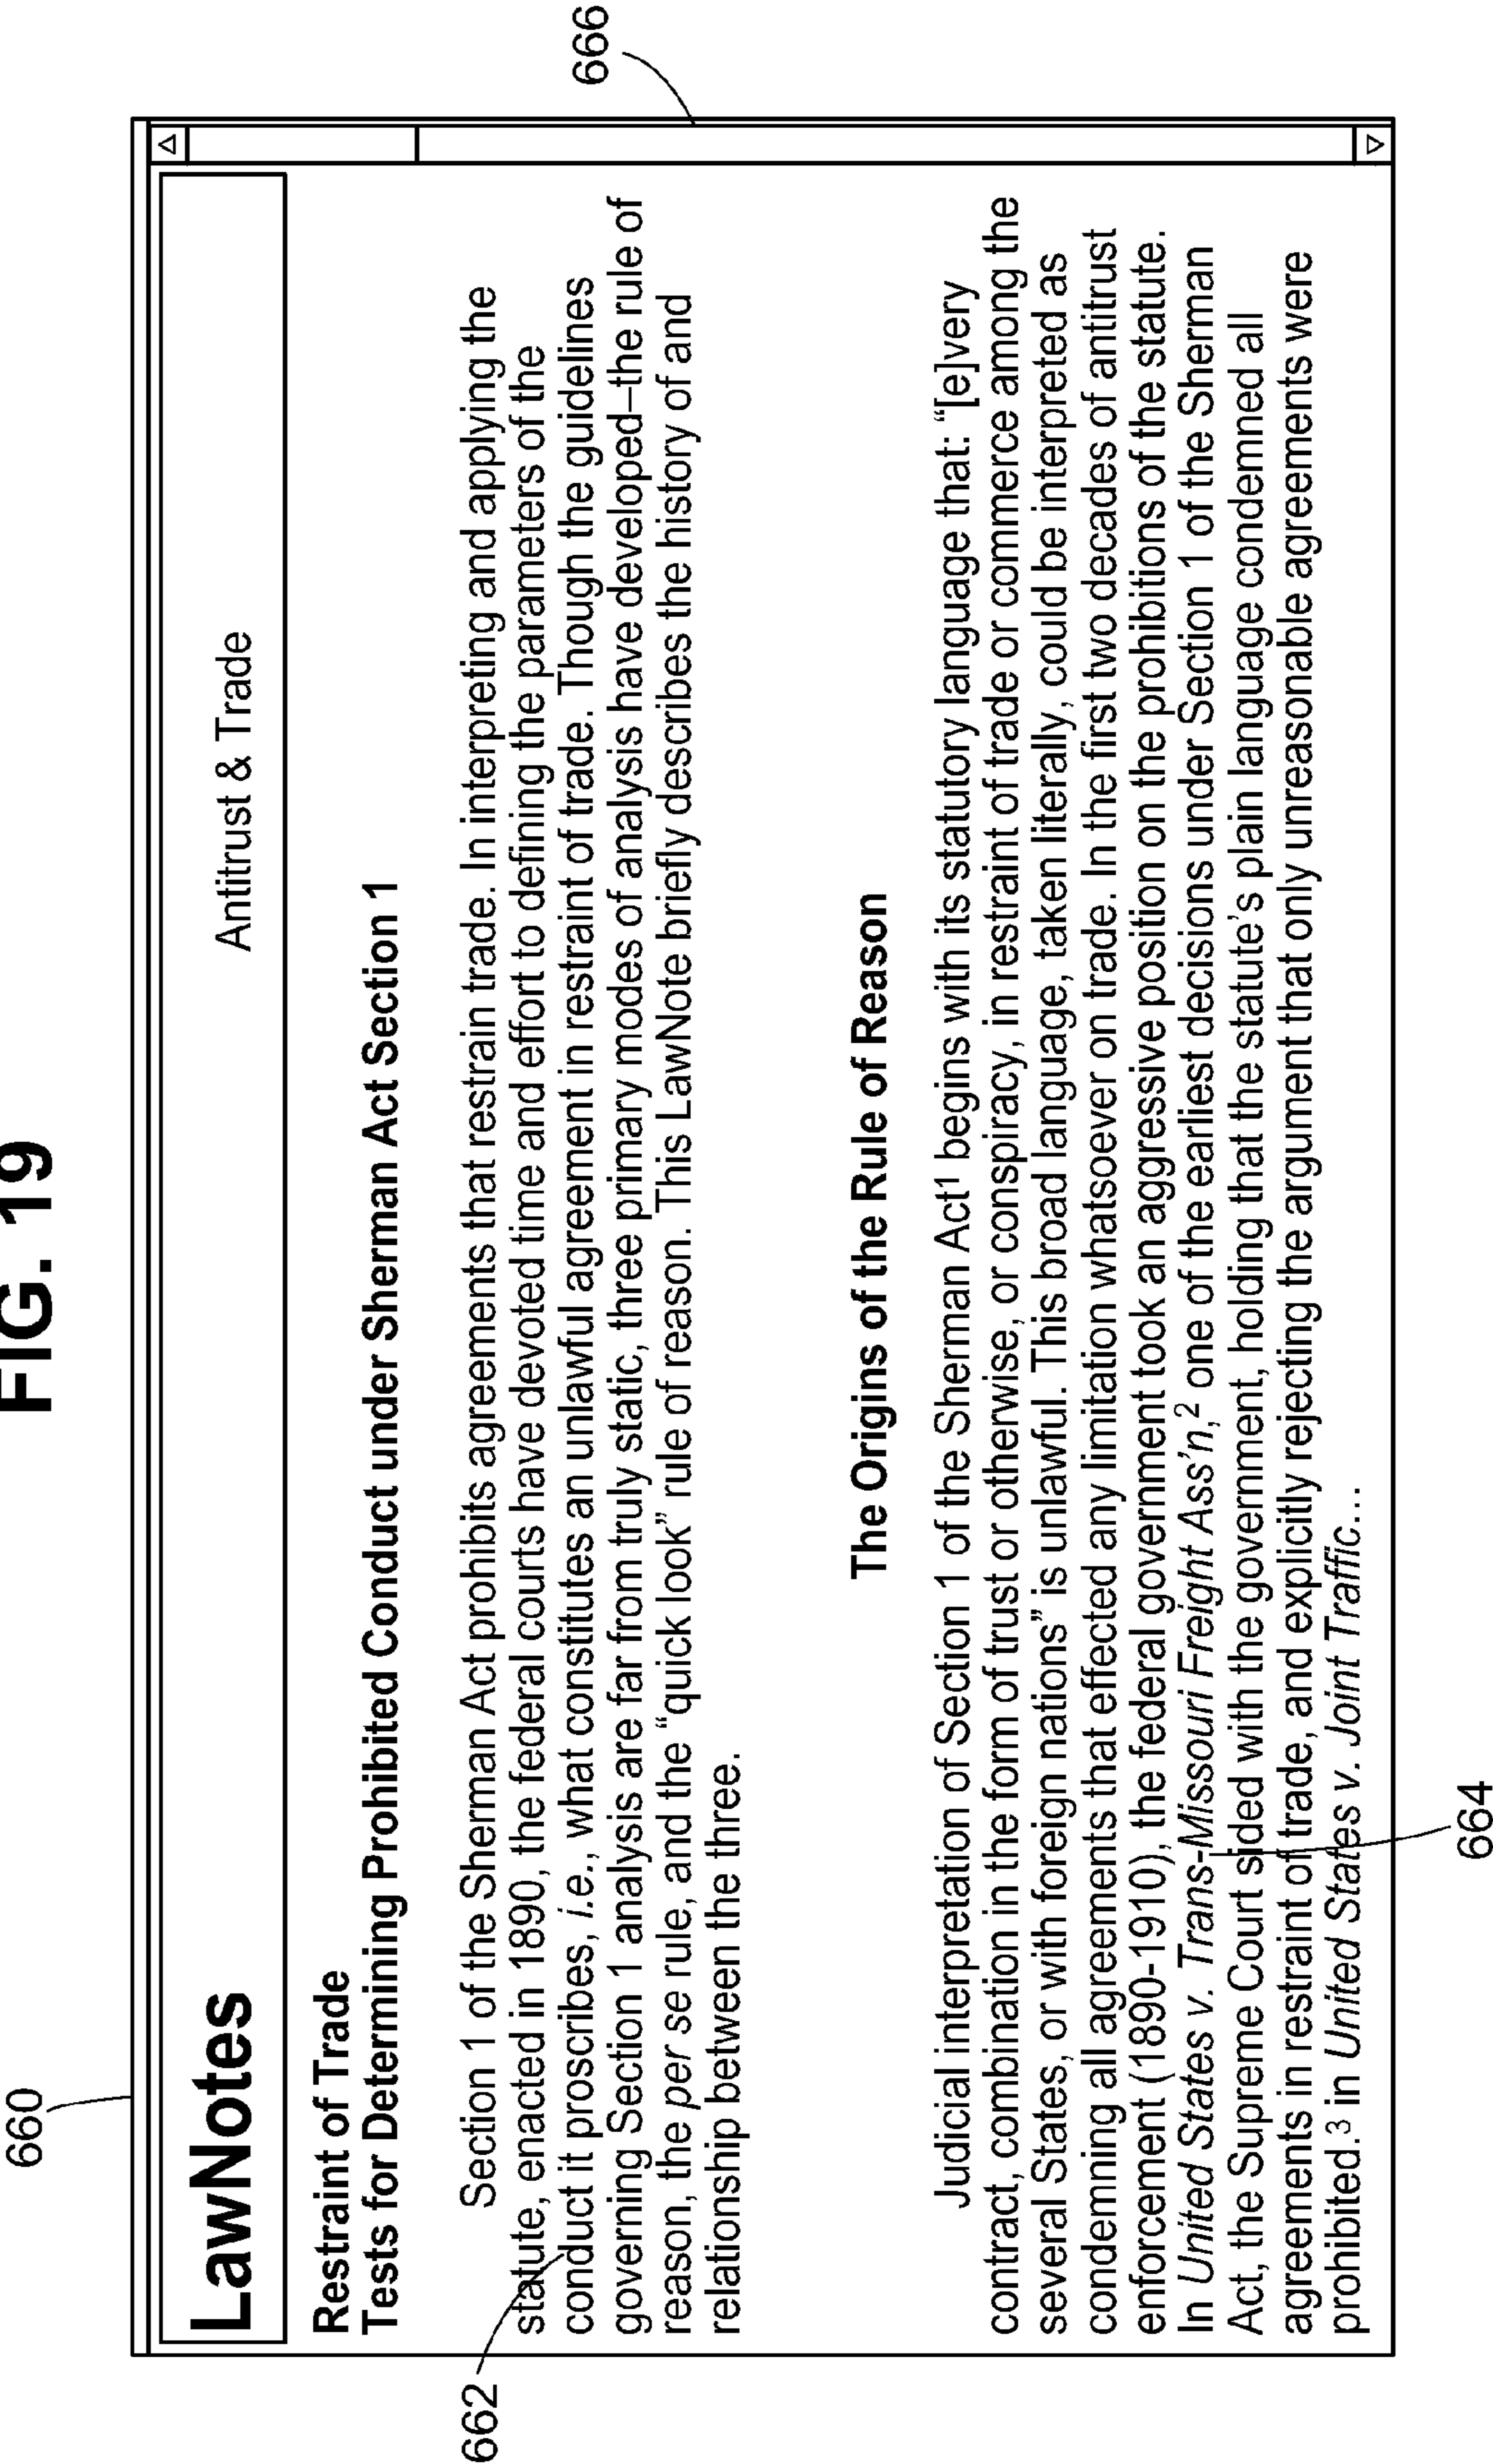 FIG. 19
660
666
LawNotes
Antitrust & Trade
Restraint of Trade
Tests for Determining Prohibited Conduct under Sherman Act Section 1
Section 1 of the Sherman Act prohibits agreements that restrain trade. In interpreting and applying the
statute, enacted in 1890, the federal courts have devoted time and effort to defining the parameters of the
conduct it proscribes, i.e., what constitutes an unlawful agreement in restraint of trade. Though the guidelines
governing Section 1 analysis are far from truly static, three primary modes of analysis have developed–the rule of
reason, the per se rule, and the “quick look” rule of reason. This LawNote briefly describes the history of and
relationship between the three.
662
The Origins of the Rule of Reason
Judicial interpretation of Section 1 of the Sherman Act¹ begins with its statutory language that: “[e]very
contract, combination in the form of trust or otherwise, or conspiracy, in restraint of trade or commerce among the
several States, or with foreign nations” is unlawful. This broad language, taken literally, could be interpreted as
condemning all agreements that effected any limitation whatsoever on trade. In the first two decades of antitrust
enforcement (1890-1910), the federal government took an aggressive position on the prohibitions of the statute.
In United States v. Trans-Missouri Freight Ass’n,² one of the earliest decisions under Section 1 of the Sherman
Act, the Supreme Court sided with the government, holding that the statute’s plain language condemned all
agreements in restraint of trade, and explicitly rejecting the argument that only unreasonable agreements were
prohibited.³ in United States v. Joint Traffic...
664